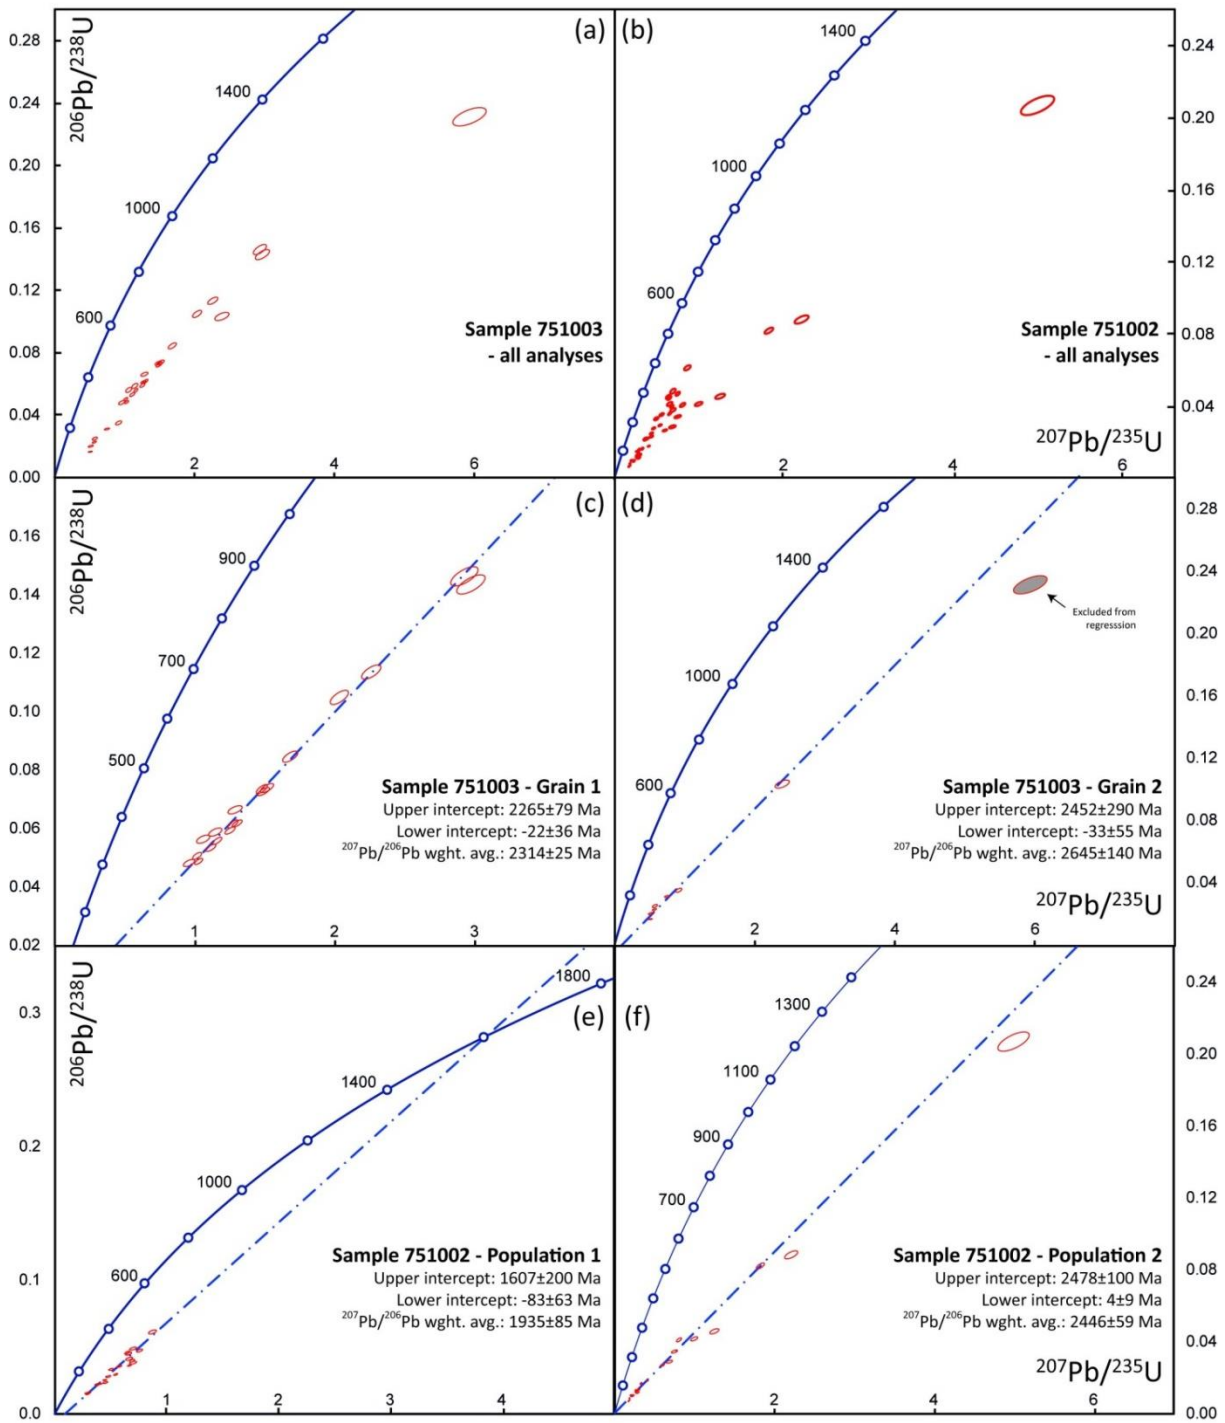 (a)
²⁰⁶Pb/²³⁸U
0.28
0.24
0.20
0.16
0.12
0.08
0.04
0.00
1400
1000
600
Sample 751003
- all analyses
2
4
6
(b)
1400
1000
600
0.24
0.20
0.16
0.12
0.08
0.04
Sample 751002
- all analyses
²⁰⁷Pb/²³⁵U
2
4
6
(c)
²⁰⁶Pb/²³⁸U
0.16
0.14
0.12
0.10
0.08
0.06
0.04
0.02
900
700
500
Sample 751003 - Grain 1
Upper intercept: 2265±79 Ma
Lower intercept: -22±36 Ma
²⁰⁷Pb/²⁰⁶Pb wght. avg.: 2314±25 Ma
1
2
3
(d)
1400
1000
600
0.28
0.24
0.20
0.16
0.12
0.08
0.04
Excluded from
regresssion
Sample 751003 - Grain 2
Upper intercept: 2452±290 Ma
Lower intercept: -33±55 Ma
²⁰⁷Pb/²⁰⁶Pb wght. avg.: 2645±140 Ma
²⁰⁷Pb/²³⁵U
2
4
6
(e)
²⁰⁶Pb/²³⁸U
0.3
0.2
0.1
0.0
1800
1400
1000
600
Sample 751002 - Population 1
Upper intercept: 1607±200 Ma
Lower intercept: -83±63 Ma
²⁰⁷Pb/²⁰⁶Pb wght. avg.: 1935±85 Ma
1
2
3
4
(f)
1300
1100
900
700
0.24
0.20
0.16
0.12
0.08
0.04
Sample 751002 - Population 2
Upper intercept: 2478±100 Ma
Lower intercept: 4±9 Ma
²⁰⁷Pb/²⁰⁶Pb wght. avg.: 2446±59 Ma
²⁰⁷Pb/²³⁵U
2
4
6